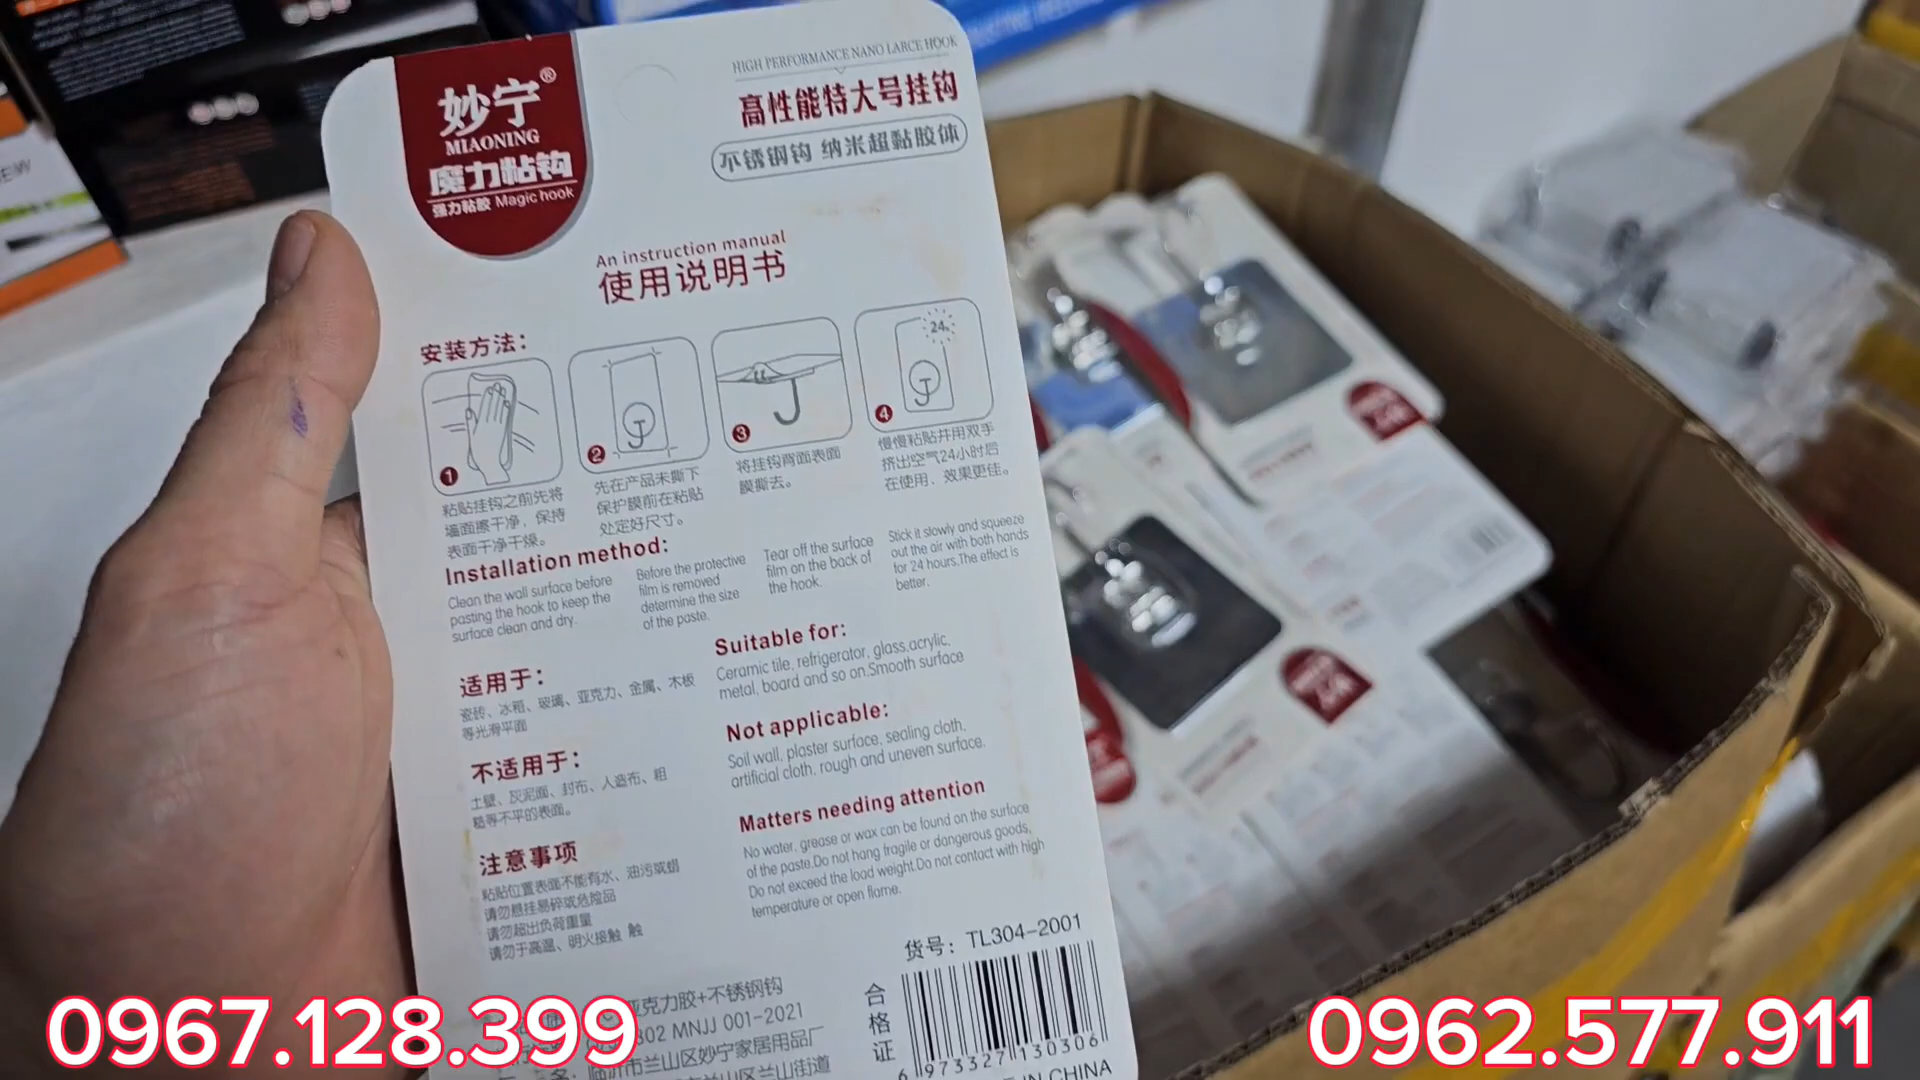 妙宁®
MIAONING
魔力粘钩
强力粘胶 Magic hook
HIGH PERFORMANCE NANO LARCE HOOK
高性能特大号挂钩
不锈钢钩 纳米超黏胶体
An instruction manual
使用说明书
安装方法：
24h
1
2
3
4
粘贴挂钩之前先将
墙面擦干净，保持
表面干净干燥。
先在产品未撕下
保护膜前在粘贴
处定好尺寸。
将挂钩背面表面
膜撕去。
慢慢粘贴并用双手
挤出空气24小时后
在使用、效果更佳。
Installation method:
Clean the wall surface before
pasting the hook to keep the
surface clean and dry.
Before the protective
film is removed
determine the size
of the paste.
Tear off the surface
film on the back of
the hook.
Stick it slowly and squeeze
out the air with both hands
for 24 hours.The effect is
better.
适用于：
瓷砖、冰箱、玻璃、亚克力、金属、木板
等光滑平面
Suitable for:
Ceramic tile, refrigerator, glass,acrylic,
metal, board and so on.Smooth surface
不适用于：
土壁、灰泥面、封布、人造布、粗
糙等不平的表面。
Not applicable:
Soil wall, plaster surface, sealing cloth,
artificial cloth, rough and uneven surface.
注意事项
粘贴位置表面不能有水、油污或蜡
请勿悬挂易碎或危险品
请勿超出负荷重量
请勿于高温、明火接触 触
Matters needing attention
No water, grease or wax can be found on the surface
of the paste.Do not hang fragile or dangerous goods,
Do not exceed the load weight.Do not contact with high
temperature or open flame.
货号：TL304-2001
亚克力胶+不锈钢钩
302 MNJJ 001-2021
临沂市兰山区妙宁家居用品厂
市兰山区兰山街道
合格证
6 973327 130306
IN CHINA
0967.128.399
0962.577.911